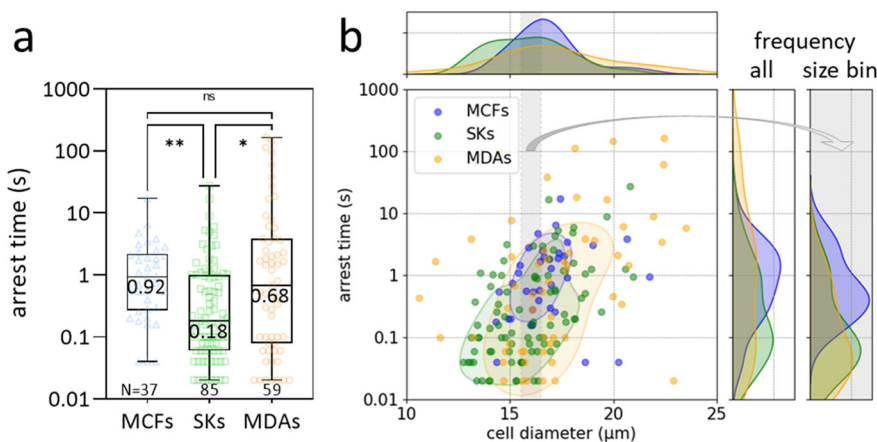 a
ns
**
*
1000
100
10
1
0.1
0.01
arrest time (s)
0.92
0.18
0.68
N=37
85
59
MCFs
SKs
MDAs
b
frequency
all
size bin
1000
100
10
1
0.1
0.01
arrest time (s)
MCFs
SKs
MDAs
10
15
20
25
cell diameter (μm)